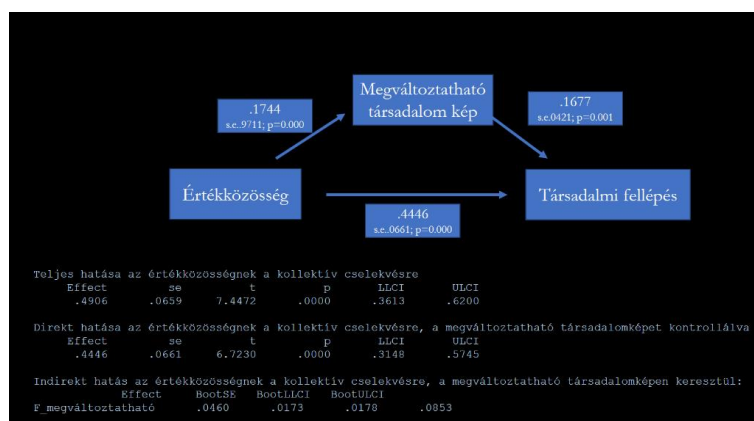 Megváltoztatható
társadalom kép
.1744
s.e..9711; p=0.000
.1677
s.e.0421; p=0.001
Értékközösség
Társadalmi fellépés
.4446
s.e..0661; p=0.000
Teljes hatása az értékközösségnek a kollektív cselekvésre
Effect se t p LLCI ULCI
.4906 .0659 7.4472 .0000 .3613 .6200
Direkt hatása az értékközösségnek a kollektív cselekvésre, a megváltoztatható társadalomképet kontrollálva
Effect se t p LLCI ULCI
.4446 .0661 6.7230 .0000 .3148 .5745
Indirekt hatás az értékközösségnek a kollektív cselekvésre, a megváltoztatható társadalomképen keresztül:
Effect BootSE BootLLCI BootULCI
F_megváltoztatható .0460 .0173 .0178 .0853